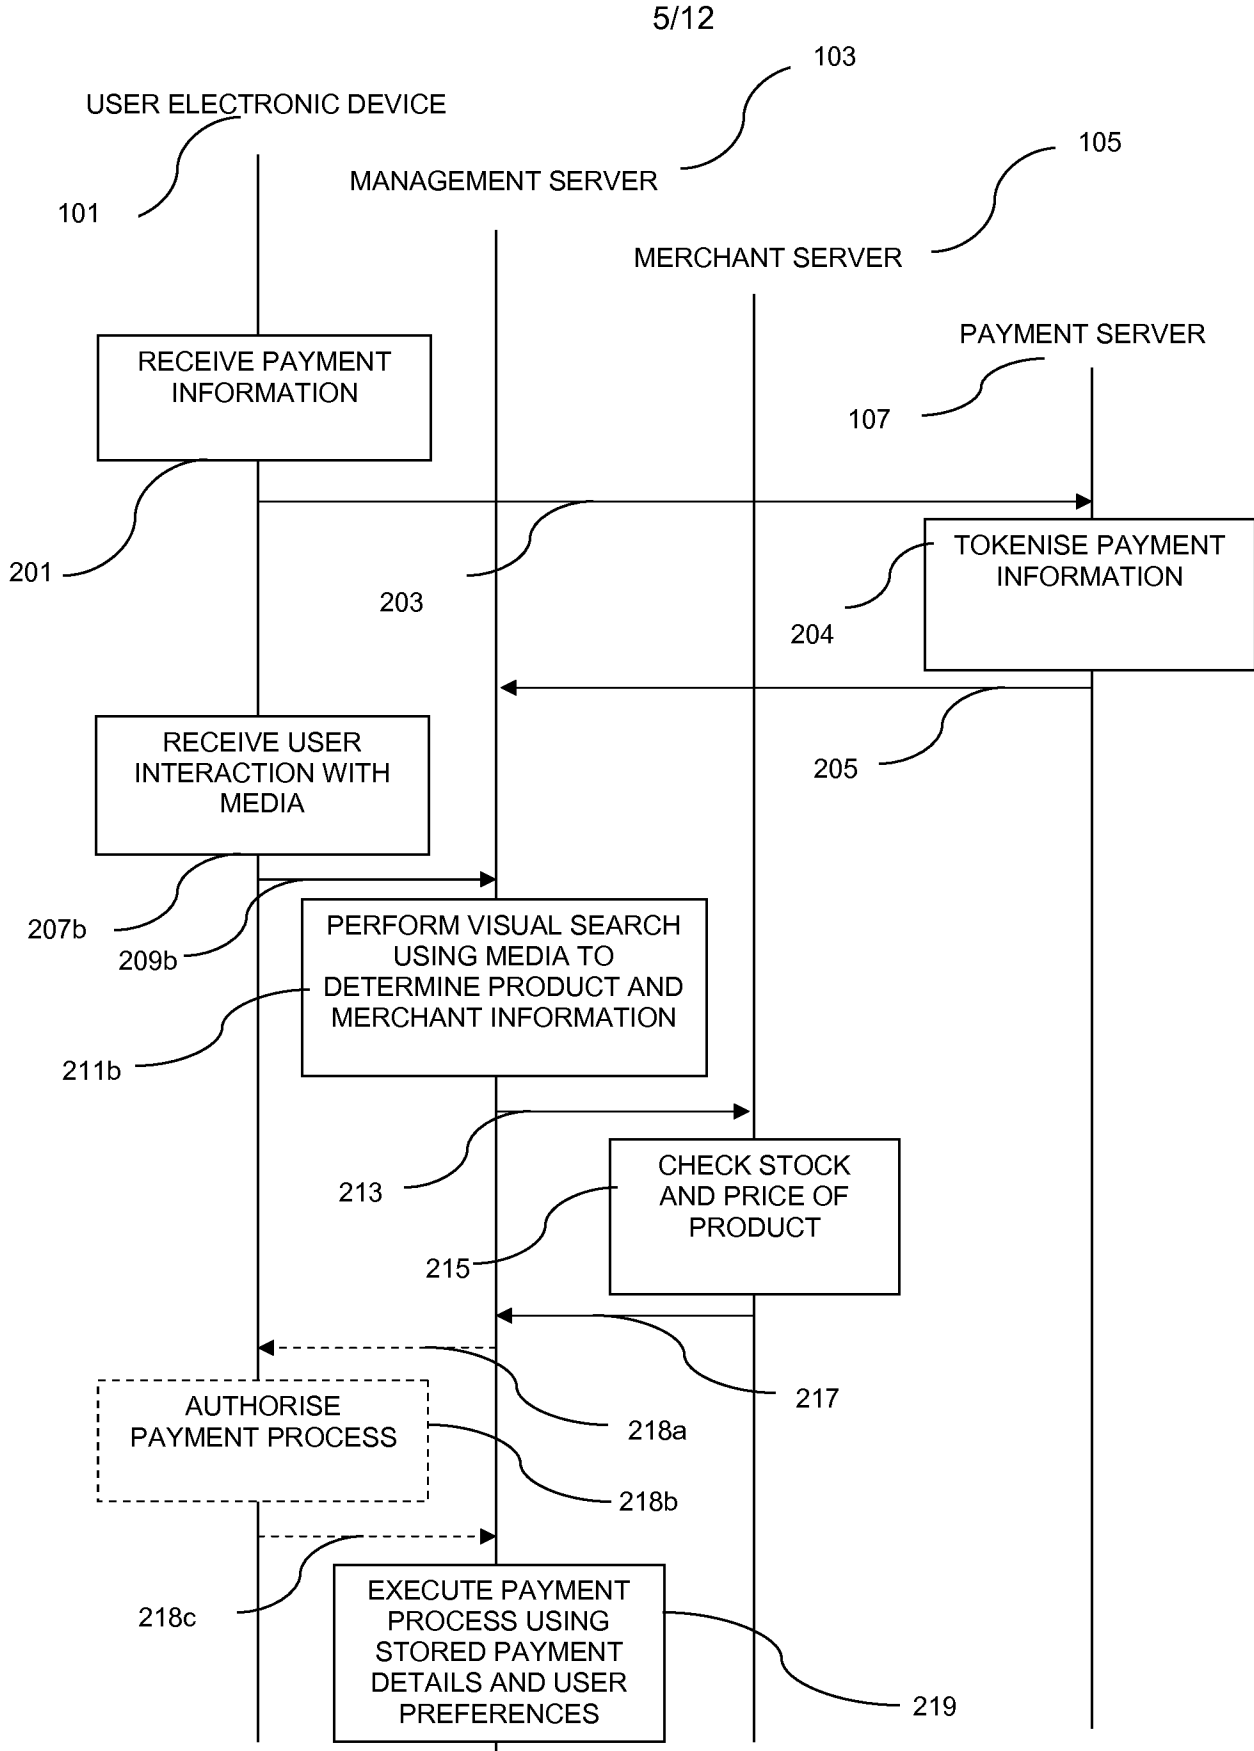 5/12
103
USER ELECTRONIC DEVICE
105
MANAGEMENT SERVER
101
MERCHANT SERVER
PAYMENT SERVER
RECEIVE PAYMENT
INFORMATION
107
TOKENISE PAYMENT
INFORMATION
201
203
204
RECEIVE USER
INTERACTION WITH
MEDIA
205
207b
PERFORM VISUAL SEARCH
USING MEDIA TO
DETERMINE PRODUCT AND
MERCHANT INFORMATION
209b
211b
CHECK STOCK
AND PRICE OF
PRODUCT
213
215
217
AUTHORISE
PAYMENT PROCESS
218a
218b
EXECUTE PAYMENT
PROCESS USING
STORED PAYMENT
DETAILS AND USER
PREFERENCES
218c
219